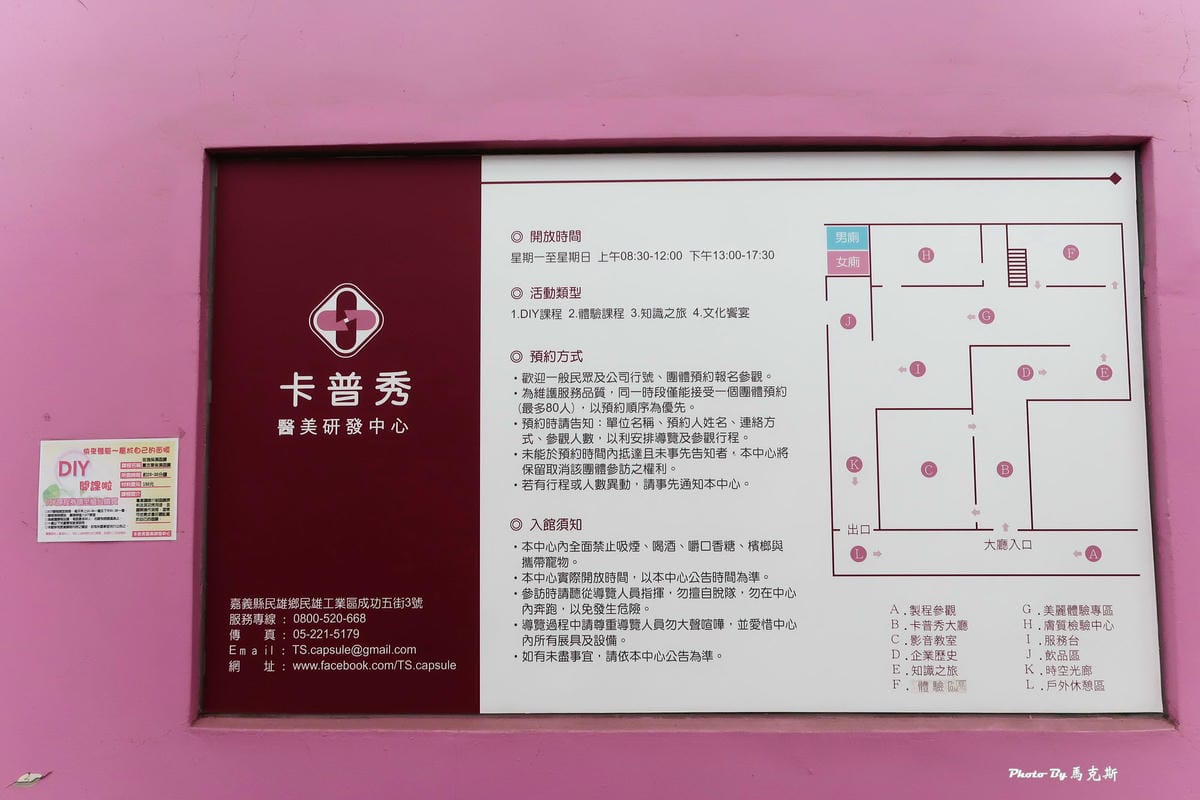 卡普秀
醫美研發中心
嘉義縣民雄鄉民雄工業區成功五街3號
服務專線：0800-520-668
傳　　真：05-221-5179
Email：TS.capsule@gmail.com
網　　址：www.facebook.com/TS.capsule
◎ 開放時間
星期一至星期日 上午08:30-12:00 下午13:00-17:30
◎ 活動類型
1.DIY課程 2.體驗課程 3.知識之旅 4.文化饗宴
◎ 預約方式
・歡迎一般民眾及公司行號、團體預約報名參觀。
・為維護服務品質，同一時段僅能接受一個團體預約
(最多80人)，以預約順序為優先。
・預約時請告知：單位名稱、預約人姓名、連絡方
式、參觀人數，以利安排導覽及參觀行程。
・未能於預約時間內抵達且未事先告知者，本中心將
保留取消該團體參訪之權利。
・若有行程或人數異動，請事先通知本中心。
◎ 入館須知
・本中心內全面禁止吸煙、喝酒、嚼口香糖、檳榔與
攜帶寵物。
・本中心實際開放時間，以本中心公告時間為準。
・參訪時請聽從導覽人員指揮，勿擅自脫隊，勿在中心
內奔跑，以免發生危險。
・導覽過程中請尊重導覽人員勿大聲喧嘩，並愛惜中心
內所有展具及設備。
・如有未盡事宜，請依本中心公告為準。
男廁
女廁
H
F
J
G
I
D
E
K
C
B
出口
大廳入口
L
A
A.製程參觀
B.卡普秀大廳
C.影音教室
D.企業歷史
E.知識之旅
F.體驗區
G.美麗體驗專區
H.膚質檢驗中心
I.服務台
J.飲品區
K.時空光廊
L.戶外休憩區
DIY
開課啦
Photo By 馬克斯